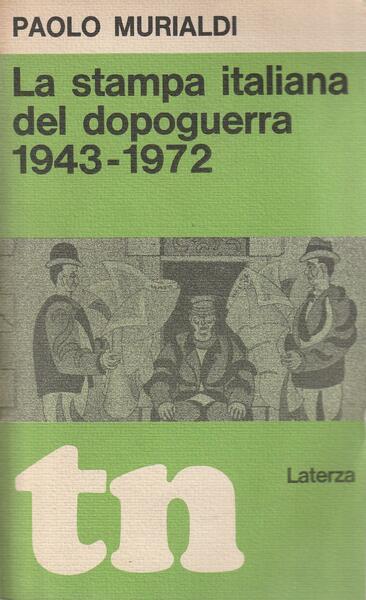 PAOLO MURIALDI
La stampa italiana
del dopoguerra
1943-1972
tn
Laterza